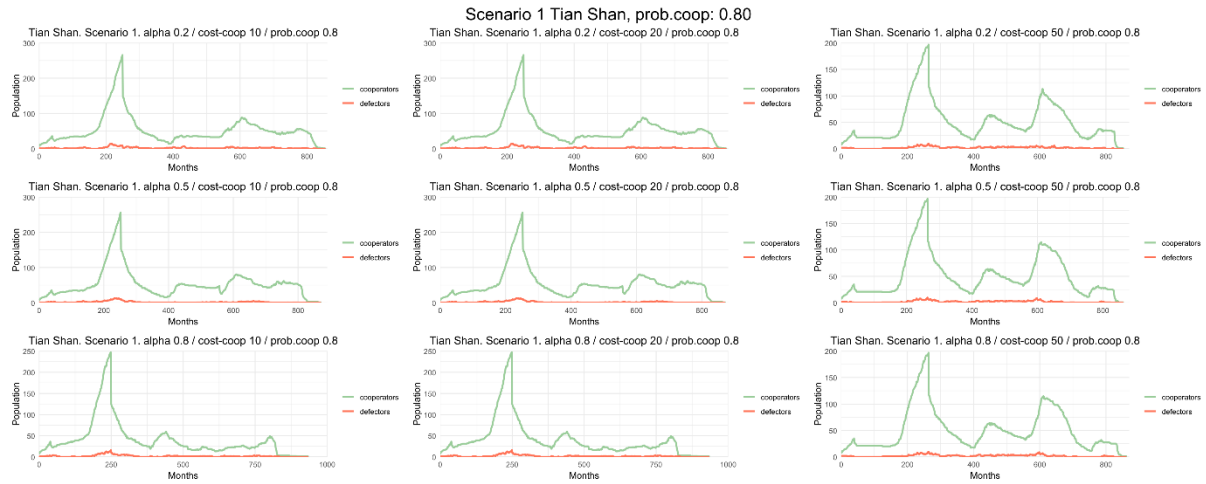 Scenario 1 Tian Shan, prob.coop: 0.80
Tian Shan. Scenario 1. alpha 0.2 / cost-coop 10 / prob.coop 0.8
Population
300
200
100
0
0 200 400 600 800
Months
cooperators
defectors
Tian Shan. Scenario 1. alpha 0.2 / cost-coop 20 / prob.coop 0.8
Population
300
200
100
0
0 200 400 600 800
Months
cooperators
defectors
Tian Shan. Scenario 1. alpha 0.2 / cost-coop 50 / prob.coop 0.8
Population
200
150
100
50
0
0 200 400 600 800
Months
cooperators
defectors
Tian Shan. Scenario 1. alpha 0.5 / cost-coop 10 / prob.coop 0.8
Population
300
200
100
0
0 200 400 600 800
Months
cooperators
defectors
Tian Shan. Scenario 1. alpha 0.5 / cost-coop 20 / prob.coop 0.8
Population
300
200
100
0
0 200 400 600 800
Months
cooperators
defectors
Tian Shan. Scenario 1. alpha 0.5 / cost-coop 50 / prob.coop 0.8
Population
200
150
100
50
0
0 200 400 600 800
Months
cooperators
defectors
Tian Shan. Scenario 1. alpha 0.8 / cost-coop 10 / prob.coop 0.8
Population
250
200
150
100
50
0
0 250 500 750 1000
Months
cooperators
defectors
Tian Shan. Scenario 1. alpha 0.8 / cost-coop 20 / prob.coop 0.8
Population
250
200
150
100
50
0
0 250 500 750 1000
Months
cooperators
defectors
Tian Shan. Scenario 1. alpha 0.8 / cost-coop 50 / prob.coop 0.8
Population
200
150
100
50
0
0 200 400 600 800
Months
cooperators
defectors